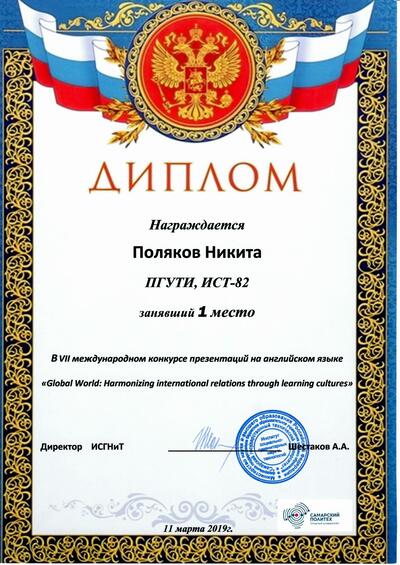 ДИПЛОМ
Награждается
Поляков Никита
ПГУТИ, ИСТ-82
занявший 1 место
В VII международном конкурсе презентаций на английском языке
«Global World: Harmonizing international relations through learning cultures»
Директор ИСГНиТ Шестаков А.А.
САМАРСКИЙ
ПОЛИТЕХ
11 марта 2019г.